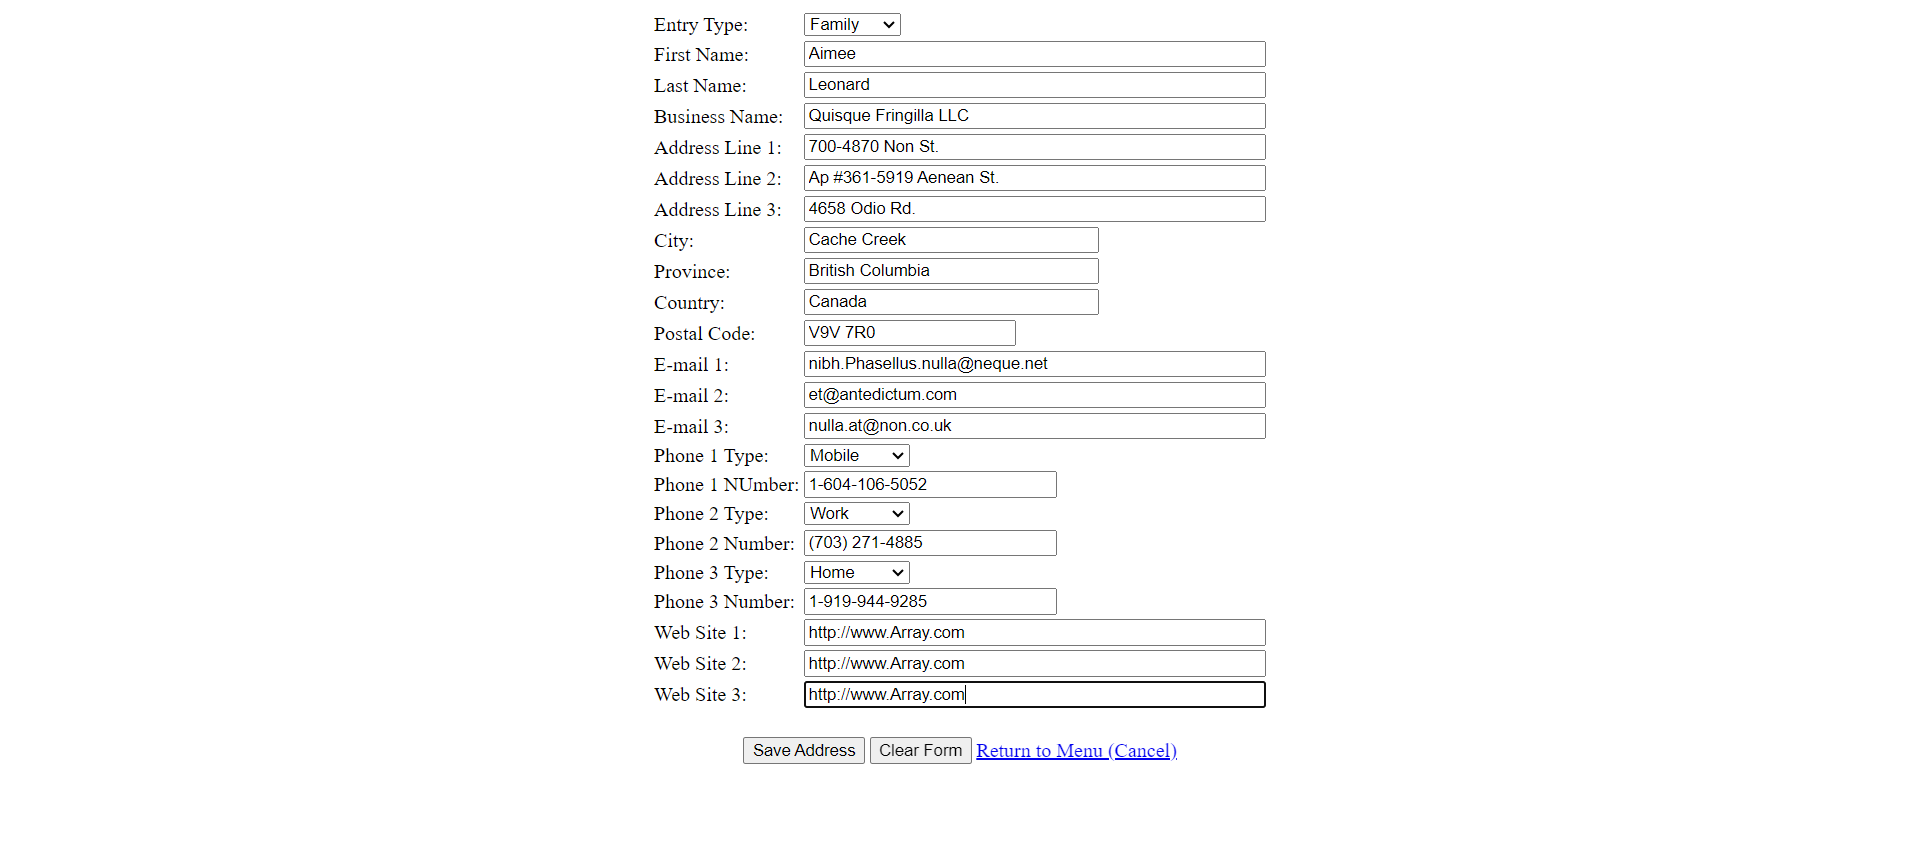 Entry Type: Family
First Name: Aimee
Last Name: Leonard
Business Name: Quisque Fringilla LLC
Address Line 1: 700-4870 Non St.
Address Line 2: Ap #361-5919 Aenean St.
Address Line 3: 4658 Odio Rd.
City: Cache Creek
Province: British Columbia
Country: Canada
Postal Code: V9V 7R0
E-mail 1: nibh.Phasellus.nulla@neque.net
E-mail 2: et@antedictum.com
E-mail 3: nulla.at@non.co.uk
Phone 1 Type: Mobile
Phone 1 NUmber: 1-604-106-5052
Phone 2 Type: Work
Phone 2 Number: (703) 271-4885
Phone 3 Type: Home
Phone 3 Number: 1-919-944-9285
Web Site 1: http://www.Array.com
Web Site 2: http://www.Array.com
Web Site 3: http://www.Array.com
Save Address Clear Form Return to Menu (Cancel)